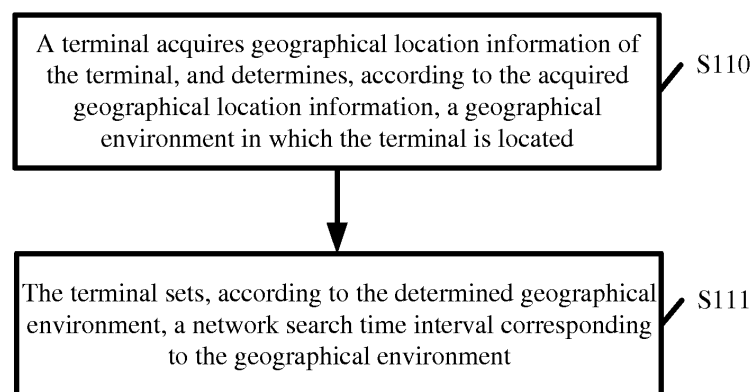 A terminal acquires geographical location information of
the terminal, and determines, according to the acquired
geographical location information, a geographical
environment in which the terminal is located
S110
The terminal sets, according to the determined geographical
environment, a network search time interval corresponding
to the geographical environment
S111